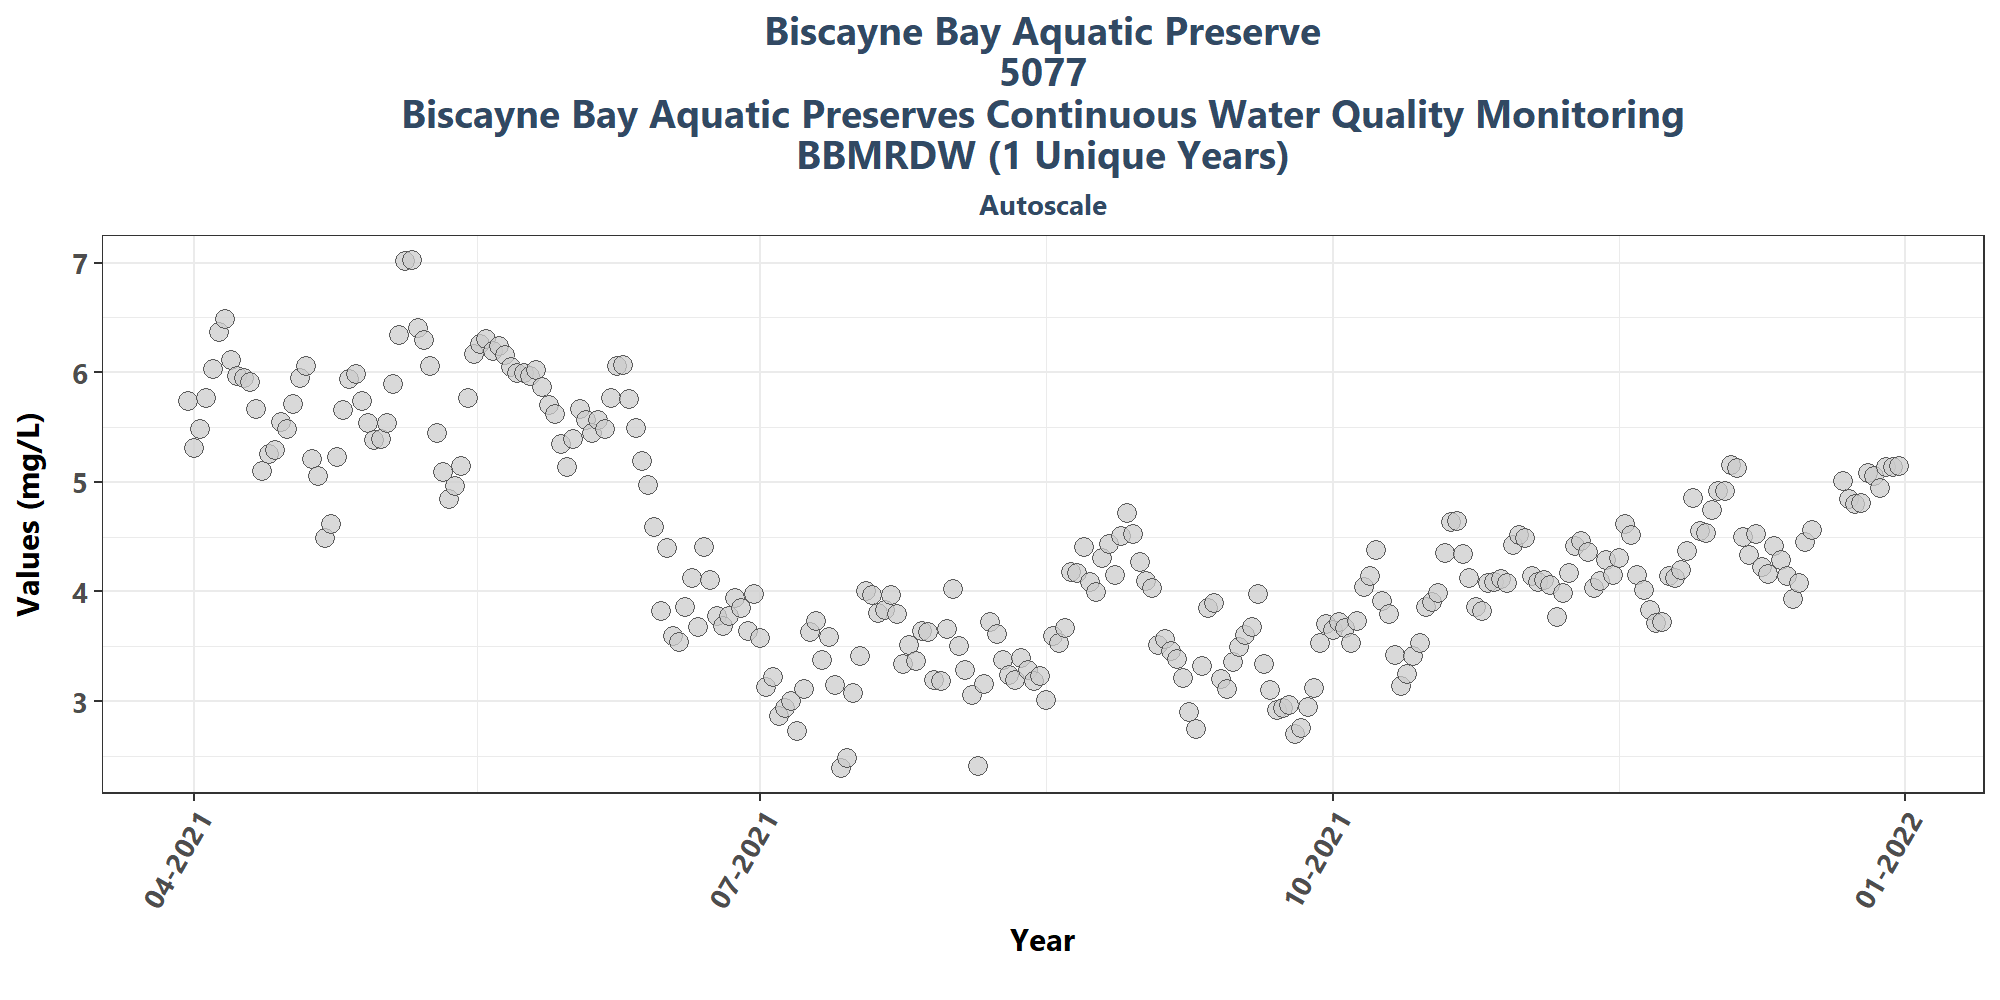 Biscayne Bay Aquatic Preserve
5077
Biscayne Bay Aquatic Preserves Continuous Water Quality Monitoring
BBMRDW (1 Unique Years)
Autoscale
7
6
5
4
3
Values (mg/L)
04-2021
07-2021
10-2021
01-2022
Year